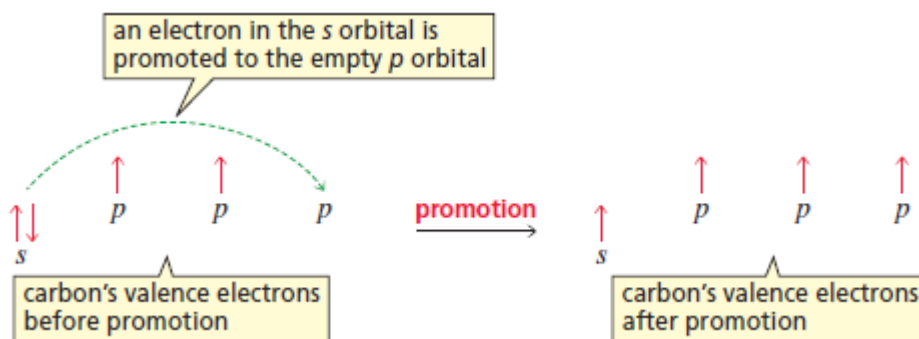 an electron in the s orbital is
promoted to the empty p orbital
p
p
p
promotion
p
p
p
s
s
carbon's valence electrons
before promotion
carbon's valence electrons
after promotion